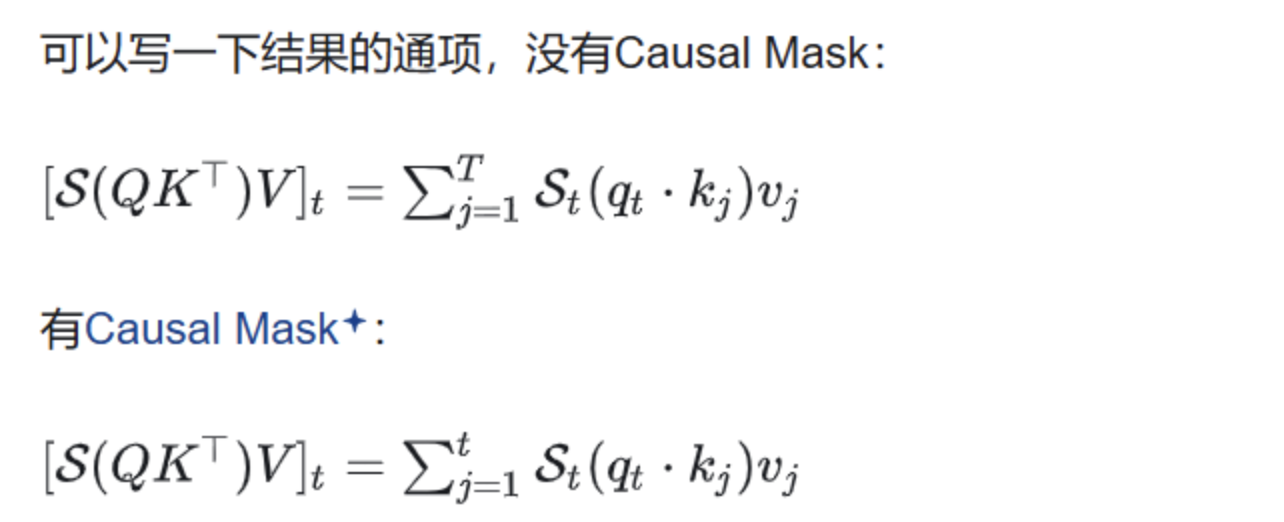 可以写一下结果的通项，没有Causal Mask：
$[\mathcal{S}(QK^\top)V]_t = \sum_{j=1}^{T} \mathcal{S}_t(q_t \cdot k_j)v_j$
有Causal Mask✦：
$[\mathcal{S}(QK^\top)V]_t = \sum_{j=1}^{t} \mathcal{S}_t(q_t \cdot k_j)v_j$